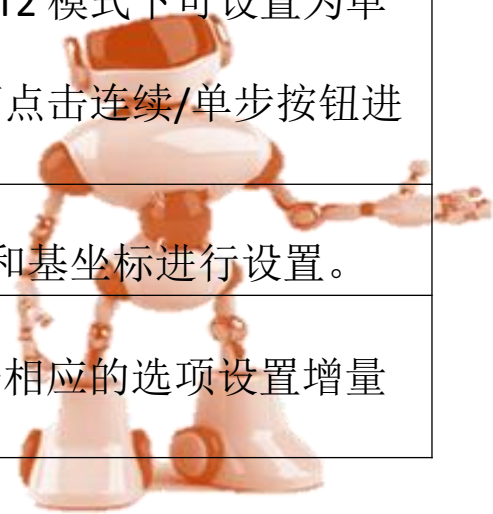 T2 模式下可设置为单
点击连续/单步按钮进
和基坐标进行设置。
相应的选项设置增量